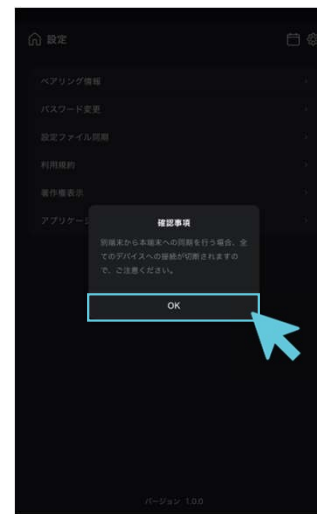 設定
ペアリング情報
パスワード変更
設定ファイル同期
利用規約
著作権表示
アプリケーシ
確認事項
別端末から本端末への同期を行う場合、全
てのデバイスへの接続が切断されますの
で、ご注意ください。
OK
バージョン 1.0.0